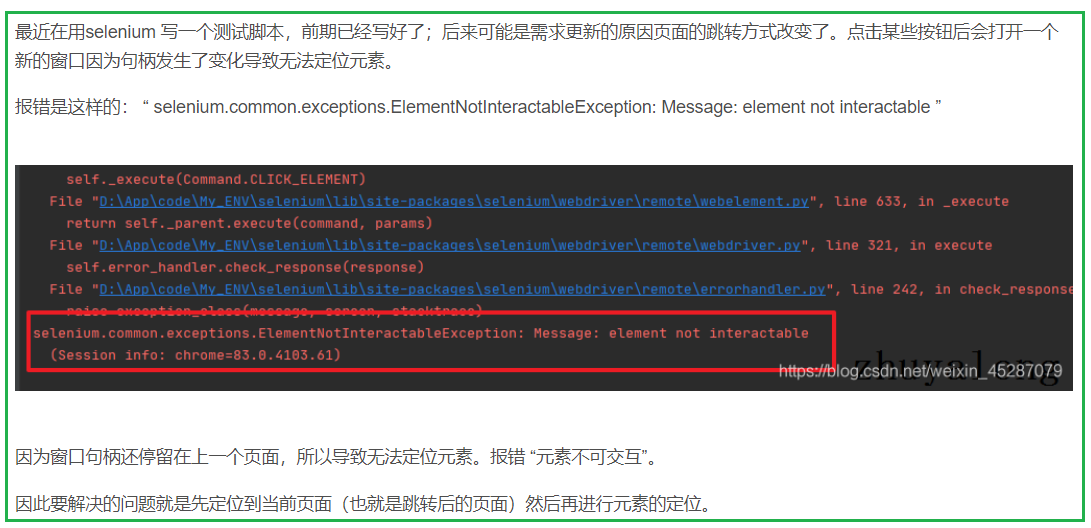 最近在用selenium 写一个测试脚本，前期已经写好了；后来可能是需求更新的原因页面的跳转方式改变了。点击某些按钮后会打开一个
新的窗口因为句柄发生了变化导致无法定位元素。
报错是这样的： “ selenium.common.exceptions.ElementNotInteractableException: Message: element not interactable ”
self._execute(Command.CLICK_ELEMENT)
File "D:\App\code\My_ENV\selenium\lib\site-packages\selenium\webdriver\remote\webelement.py", line 633, in _execute
return self._parent.execute(command, params)
File "D:\App\code\My_ENV\selenium\lib\site-packages\selenium\webdriver\remote\webdriver.py", line 321, in execute
self.error_handler.check_response(response)
File "D:\App\code\My_ENV\selenium\lib\site-packages\selenium\webdriver\remote\errorhandler.py", line 242, in check_response
raise exception_class(message, screen, stacktrace)
selenium.common.exceptions.ElementNotInteractableException: Message: element not interactable
(Session info: chrome=83.0.4103.61)
zhuyalong
https://blog.csdn.net/weixin_45287079
因为窗口句柄还停留在上一个页面，所以导致无法定位元素。报错 “元素不可交互”。
因此要解决的问题就是先定位到当前页面（也就是跳转后的页面）然后再进行元素的定位。